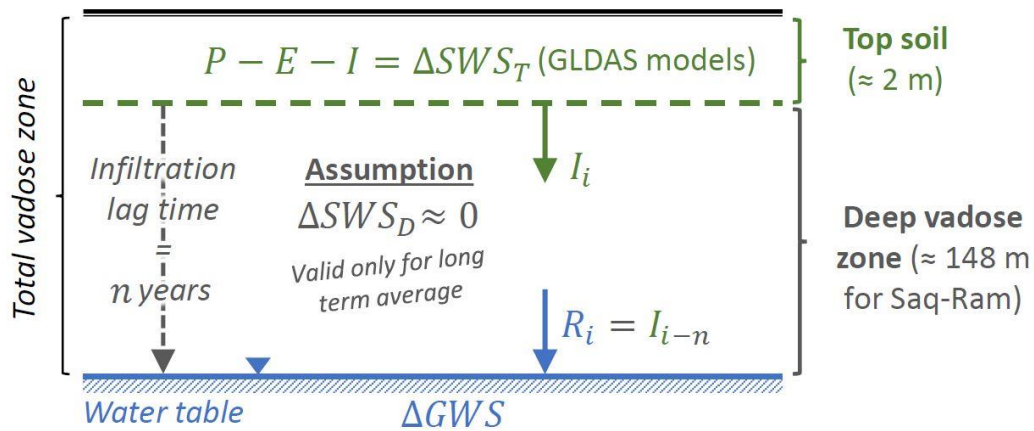 Total vadose zone
P − E − I = ΔSWS_T (GLDAS models)
Top soil
(≈ 2 m)
Infiltration
lag time
=
n years
Assumption
ΔSWS_D ≈ 0
Valid only for long
term average
I_i
R_i = I_{i−n}
Deep vadose
zone (≈ 148 m
for Saq-Ram)
Water table
ΔGWS